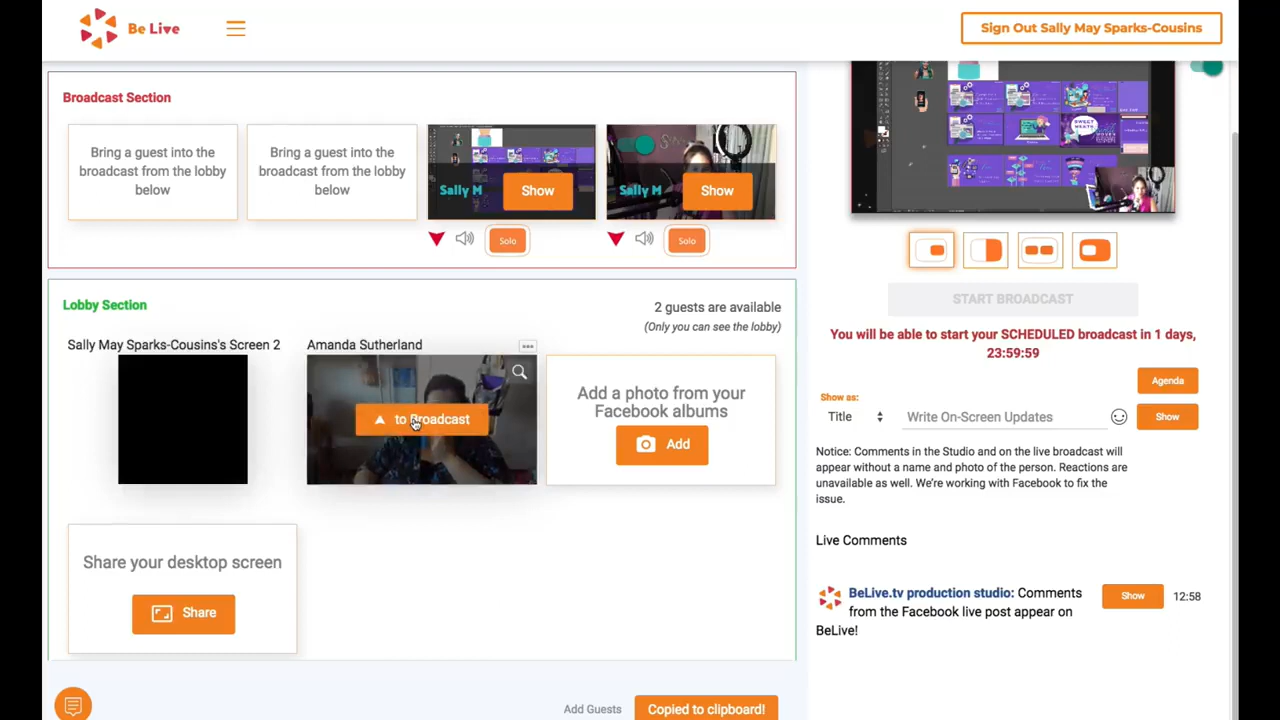 Be Live
Sign Out Sally May Sparks-Cousins
Broadcast Section
Bring a guest into the
broadcast from the lobby
below
Bring a guest into the
broadcast from the lobby
below
Sally M
Show
Sally M
Show
Solo
Solo
Lobby Section
2 guests are available
(Only you can see the lobby)
Sally May Sparks-Cousins's Screen 2
Amanda Sutherland
to Broadcast
Add a photo from your
Facebook albums
Add
Share your desktop screen
Share
Add Guests
Copied to clipboard!
SWEET
START BROADCAST
You will be able to start your SCHEDULED broadcast in 1 days,
23:59:59
Agenda
Show as:
Title
Write On-Screen Updates
Show
Notice: Comments in the Studio and on the live broadcast will
appear without a name and photo of the person. Reactions are
unavailable as well. We're working with Facebook to fix the
issue.
Live Comments
BeLive.tv production studio: Comments
from the Facebook live post appear on
BeLive!
Show
12:58